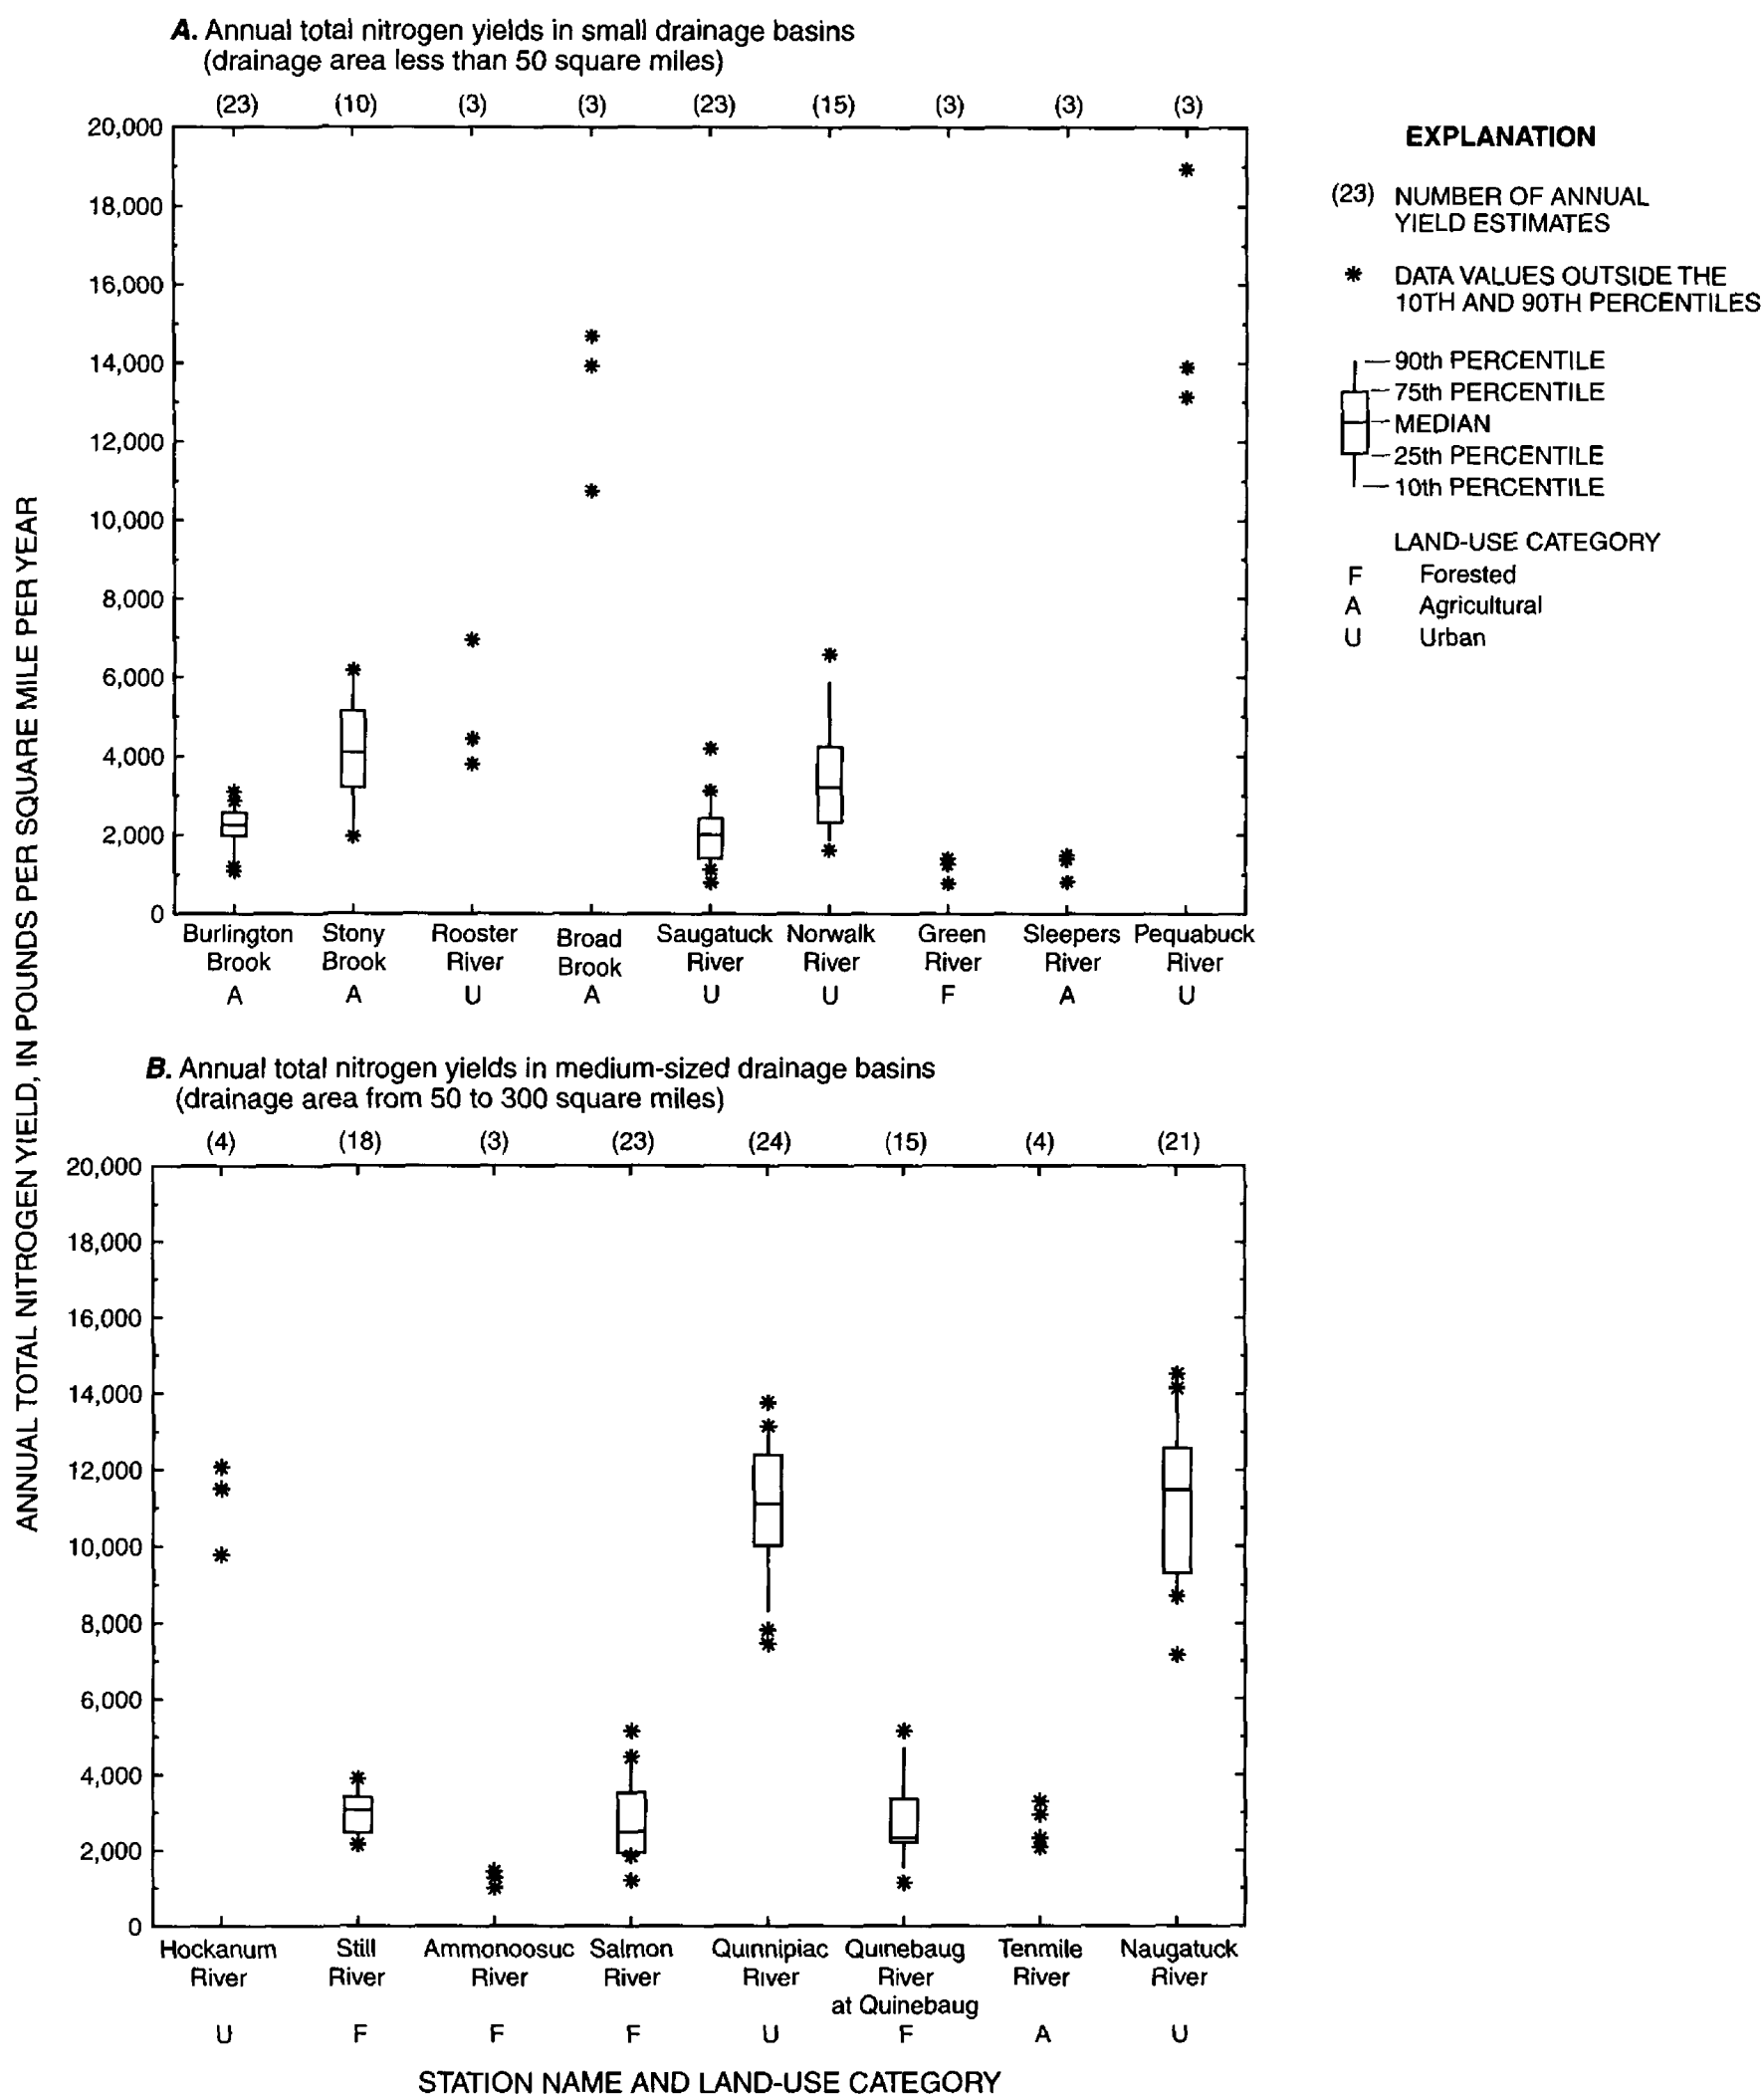 A. Annual total nitrogen yields in small drainage basins
(drainage area less than 50 square miles)
(23) (10) (3) (3) (23) (15) (3) (3) (3)
20,000
18,000
16,000
14,000
12,000
10,000
8,000
6,000
4,000
2,000
0
Burlington Stony Rooster Broad Saugatuck Norwalk Green Sleepers Pequabuck
Brook Brook River Brook River River River River River
A A U A U U F A U
EXPLANATION
(23) NUMBER OF ANNUAL
YIELD ESTIMATES
* DATA VALUES OUTSIDE THE
10TH AND 90TH PERCENTILES
90th PERCENTILE
75th PERCENTILE
MEDIAN
25th PERCENTILE
10th PERCENTILE
LAND-USE CATEGORY
F Forested
A Agricultural
U Urban
ANNUAL TOTAL NITROGEN YIELD, IN POUNDS PER SQUARE MILE PER YEAR
B. Annual total nitrogen yields in medium-sized drainage basins
(drainage area from 50 to 300 square miles)
(4) (18) (3) (23) (24) (15) (4) (21)
20,000
18,000
16,000
14,000
12,000
10,000
8,000
6,000
4,000
2,000
0
Hockanum Still Ammonoosuc Salmon Quinnipiac Quinebaug Tenmile Naugatuck
River River River River River River River River
at Quinebaug
U F F F U F A U
STATION NAME AND LAND-USE CATEGORY